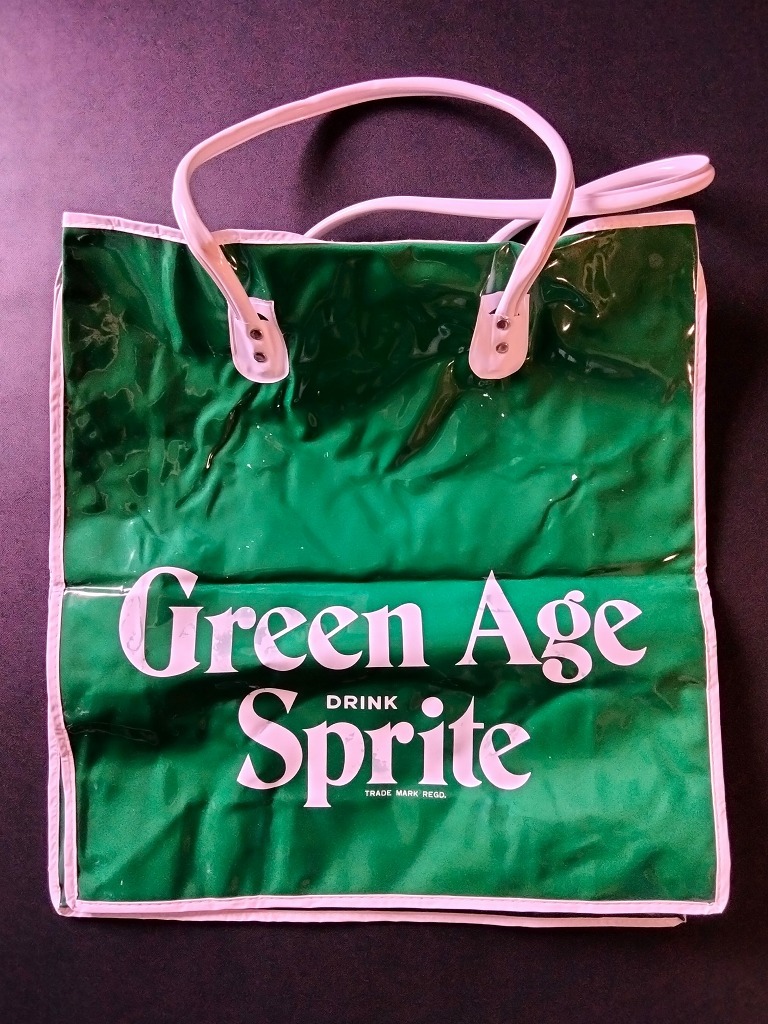 Green Age
DRINK
Sprite
TRADE MARK REGD.